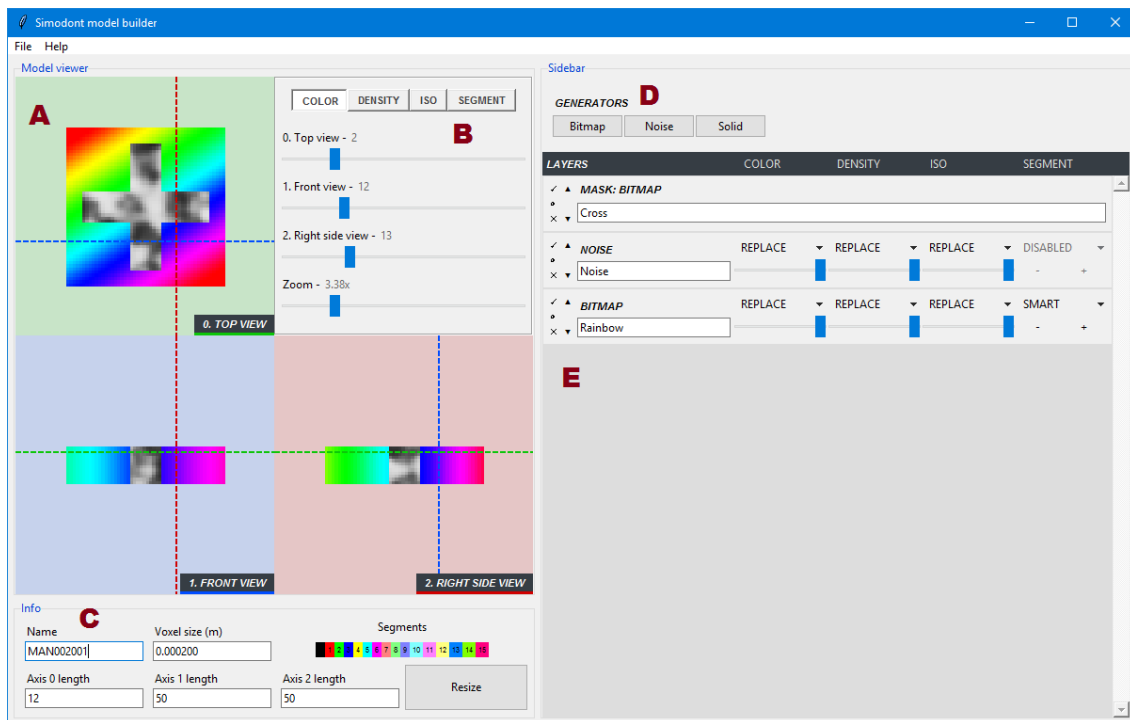 Simodont model builder
File Help
Model viewer
A
COLOR DENSITY ISO SEGMENT
B
0. Top view - 2
1. Front view - 12
2. Right side view - 13
Zoom - 3.38x
0. TOP VIEW
1. FRONT VIEW
2. RIGHT SIDE VIEW
Info
C
Name
MAN002001
Voxel size (m)
0.000200
Segments
1 2 3 4 5 6 7 8 9 10 11 12 13 14 15
Axis 0 length
12
Axis 1 length
50
Axis 2 length
50
Resize
Sidebar
GENERATORS
D
Bitmap Noise Solid
LAYERS COLOR DENSITY ISO SEGMENT
MASK: BITMAP
Cross
NOISE REPLACE REPLACE REPLACE DISABLED
Noise - +
BITMAP REPLACE REPLACE REPLACE SMART
Rainbow - +
E